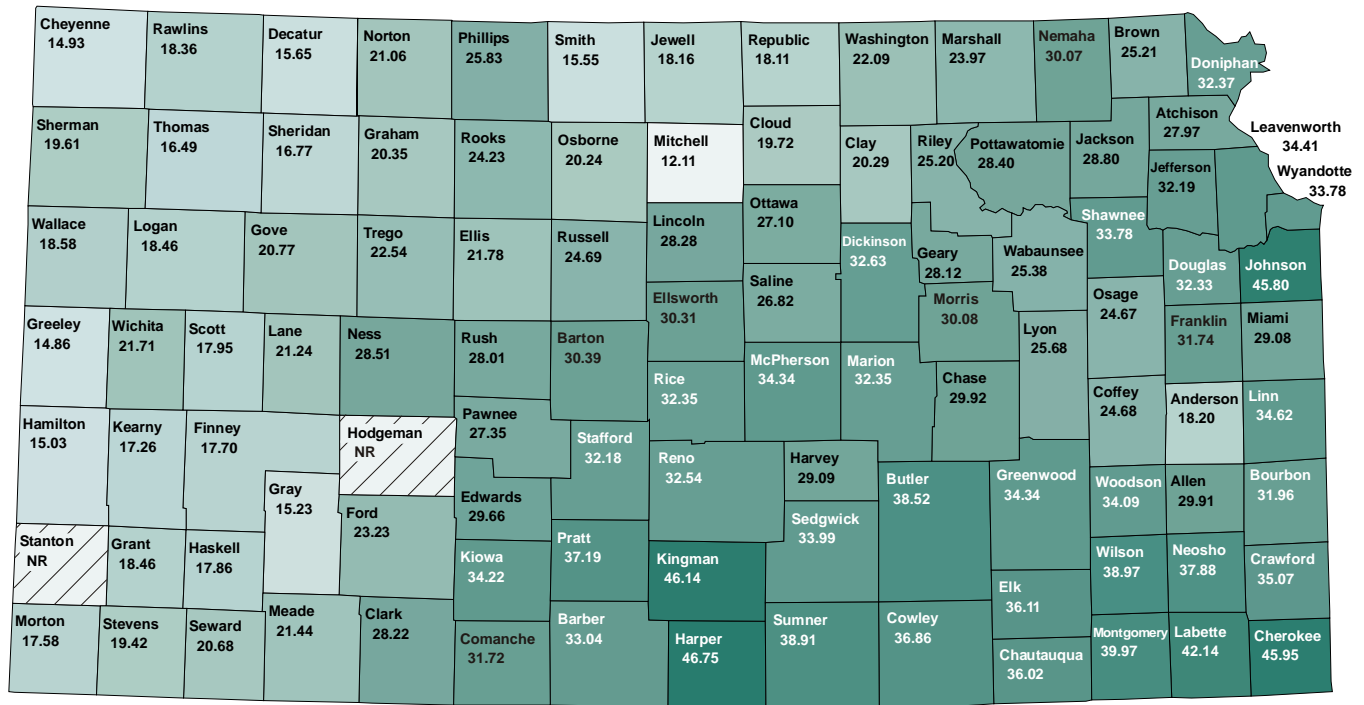 Cheyenne
14.93
Rawlins
18.36
Decatur
15.65
Norton
21.06
Phillips
25.83
Smith
15.55
Jewell
18.16
Republic
18.11
Washington
22.09
Marshall
23.97
Nemaha
30.07
Brown
25.21
Doniphan
32.37
Sherman
19.61
Thomas
16.49
Sheridan
16.77
Graham
20.35
Rooks
24.23
Osborne
20.24
Mitchell
12.11
Cloud
19.72
Clay
20.29
Riley
25.20
Pottawatomie
28.40
Jackson
28.80
Atchison
27.97
Jefferson
32.19
Leavenworth
34.41
Wyandotte
33.78
Wallace
18.58
Logan
18.46
Gove
20.77
Trego
22.54
Ellis
21.78
Russell
24.69
Lincoln
28.28
Ottawa
27.10
Saline
26.82
Dickinson
32.63
Geary
28.12
Wabaunsee
25.38
Shawnee
33.78
Douglas
32.33
Johnson
45.80
Greeley
14.86
Wichita
21.71
Scott
17.95
Lane
21.24
Ness
28.51
Rush
28.01
Barton
30.39
Ellsworth
30.31
Rice
32.35
McPherson
34.34
Marion
32.35
Morris
30.08
Chase
29.92
Lyon
25.68
Osage
24.67
Franklin
31.74
Miami
29.08
Hamilton
15.03
Kearny
17.26
Finney
17.70
Hodgeman
NR
Pawnee
27.35
Stafford
32.18
Reno
32.54
Harvey
29.09
Butler
38.52
Greenwood
34.34
Coffey
24.68
Anderson
18.20
Linn
34.62
Gray
15.23
Ford
23.23
Edwards
29.66
Sedgwick
33.99
Woodson
34.09
Allen
29.91
Bourbon
31.96
Stanton
NR
Grant
18.46
Haskell
17.86
Kiowa
34.22
Pratt
37.19
Kingman
46.14
Elk
36.11
Wilson
38.97
Neosho
37.88
Crawford
35.07
Morton
17.58
Stevens
19.42
Seward
20.68
Meade
21.44
Clark
28.22
Comanche
31.72
Barber
33.04
Harper
46.75
Sumner
38.91
Cowley
36.86
Chautauqua
36.02
Montgomery
39.97
Labette
42.14
Cherokee
45.95